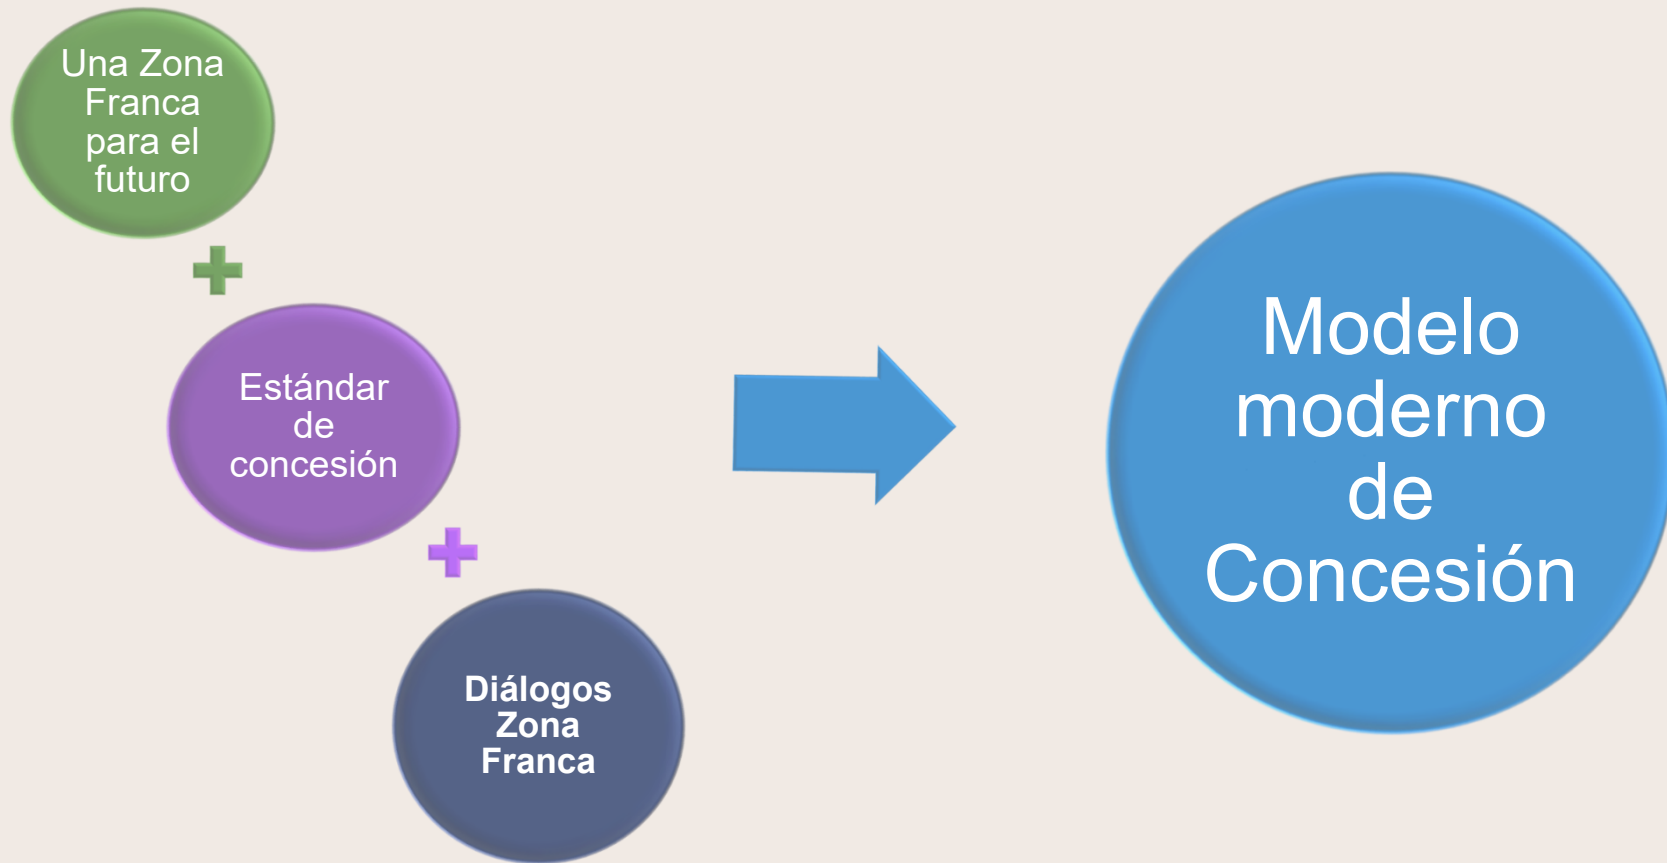 Una Zona
Franca
para el
futuro
Estándar
de
concesión
Diálogos
Zona
Franca
Modelo
moderno
de
Concesión